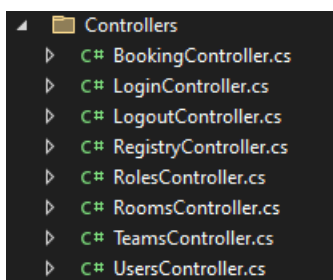 Controllers
C# BookingController.cs
C# LoginController.cs
C# LogoutController.cs
C# RegistryController.cs
C# RolesController.cs
C# RoomsController.cs
C# TeamsController.cs
C# UsersController.cs